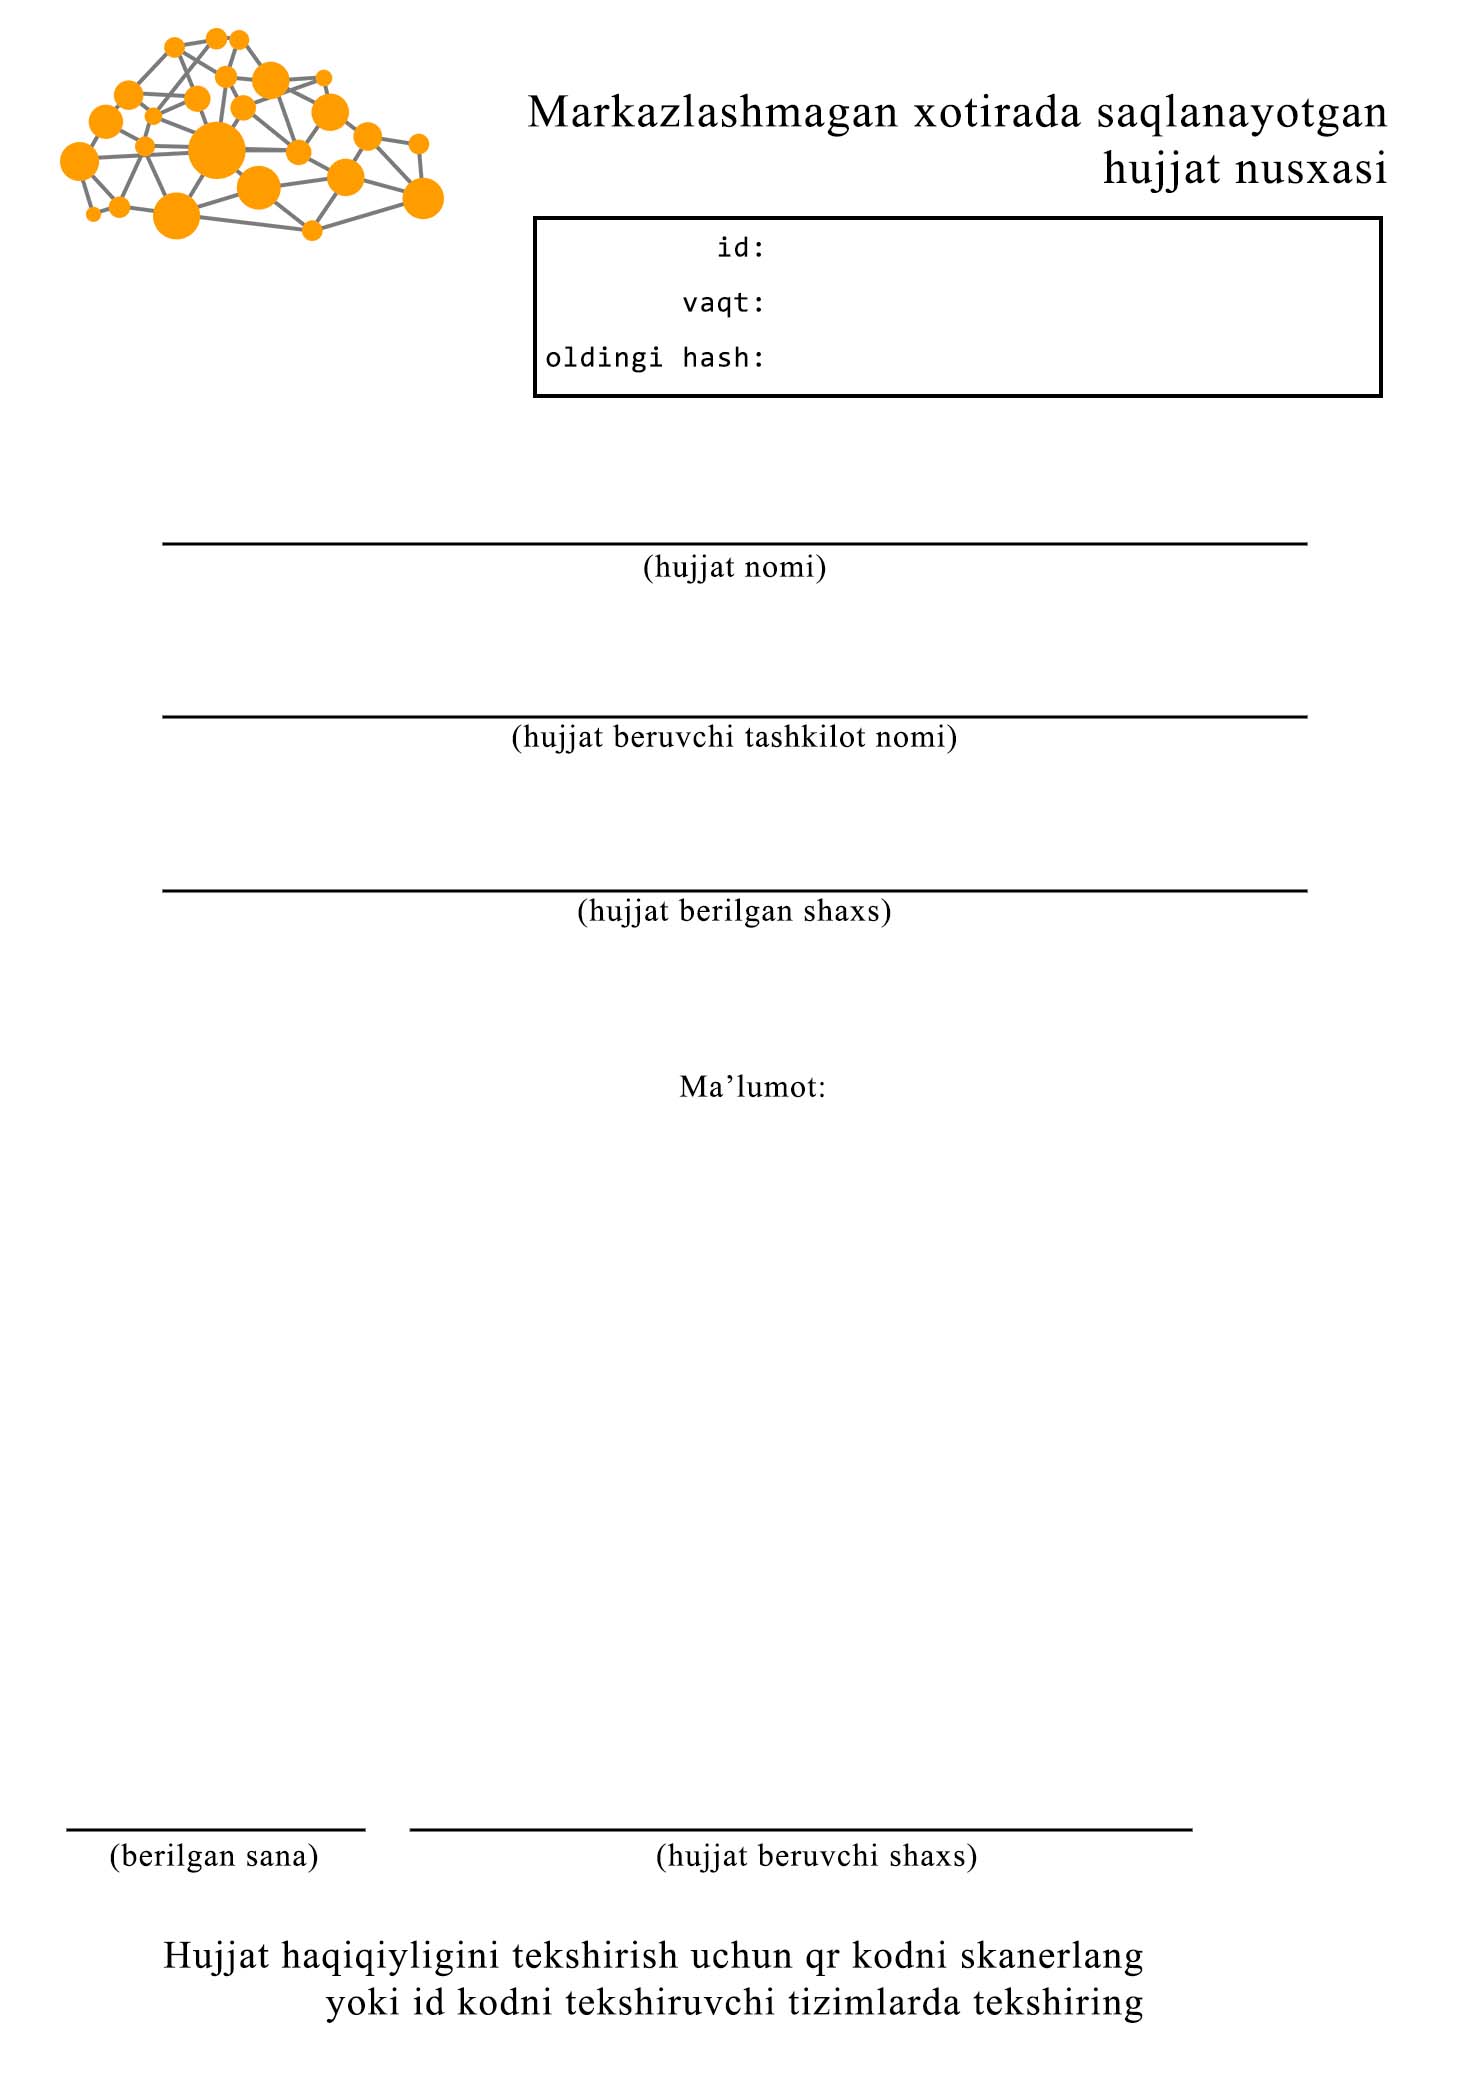 Markazlashmagan xotirada saqlanayotgan
hujjat nusxasi
id:
vaqt:
oldingi hash:
(hujjat nomi)
(hujjat beruvchi tashkilot nomi)
(hujjat berilgan shaxs)
Ma’lumot:
(berilgan sana)
(hujjat beruvchi shaxs)
Hujjat haqiqiyligini tekshirish uchun qr kodni skanerlang
yoki id kodni tekshiruvchi tizimlarda tekshiring